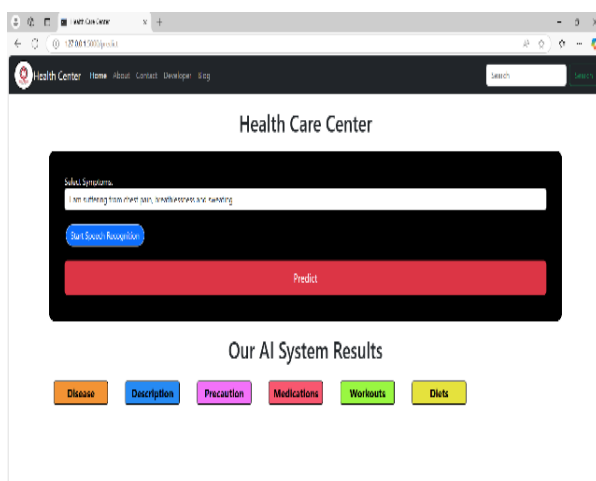 Health Care Center
127.0.0.1:5000/predict
Health Center Home About Contact Developer Blog Search Search
Health Care Center
Select Symptoms:
I am suffering from chest pain, breathlessness and sweating
Start Speech Recognition
Predict
Our AI System Results
Disease Description Precaution Medications Workouts Diets